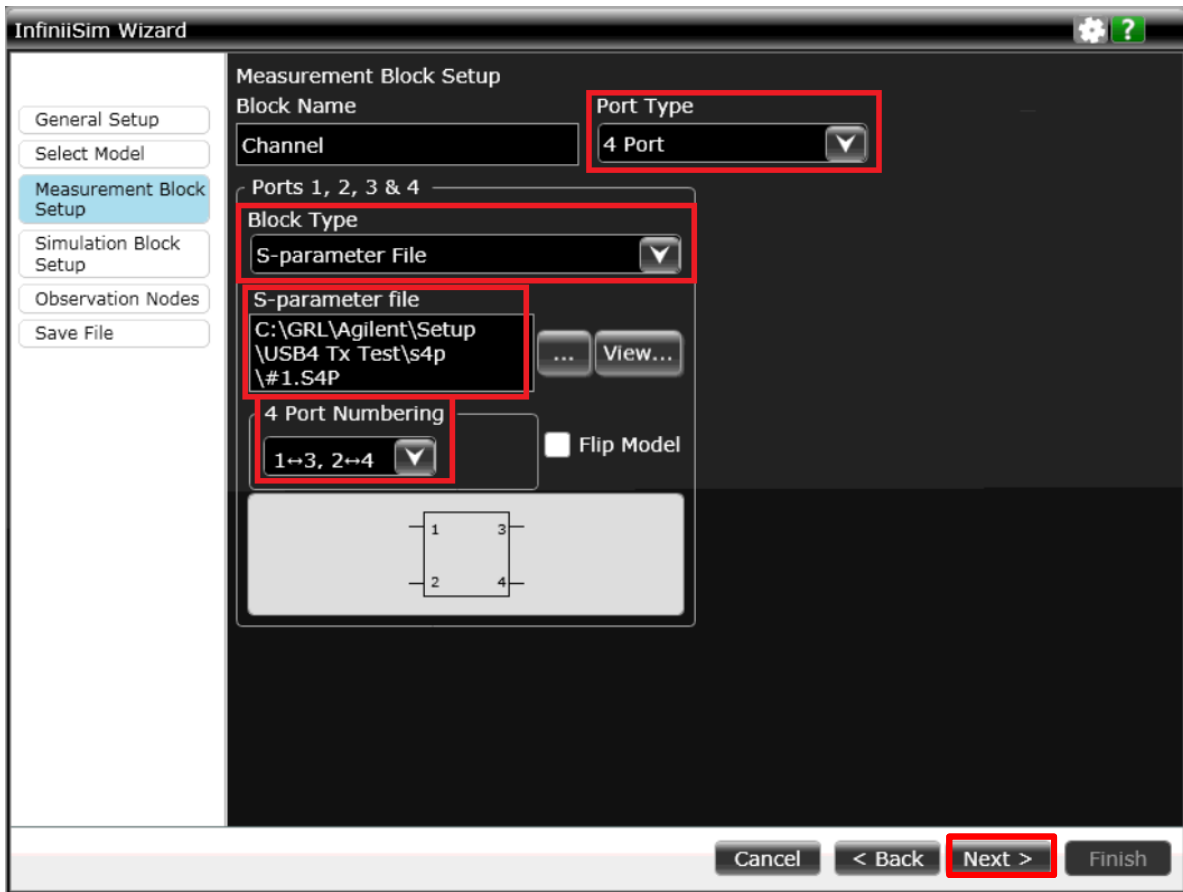 InfiniiSim Wizard
?
General Setup
Select Model
Measurement Block
Setup
Simulation Block
Setup
Observation Nodes
Save File
Measurement Block Setup
Block Name
Channel
Port Type
4 Port
Ports 1, 2, 3 & 4
Block Type
S-parameter File
S-parameter file
C:\GRL\Agilent\Setup
\USB4 Tx Test\s4p
\#1.S4P
...
View...
4 Port Numbering
1↔3, 2↔4
Flip Model
1 3
2 4
Cancel
< Back
Next >
Finish